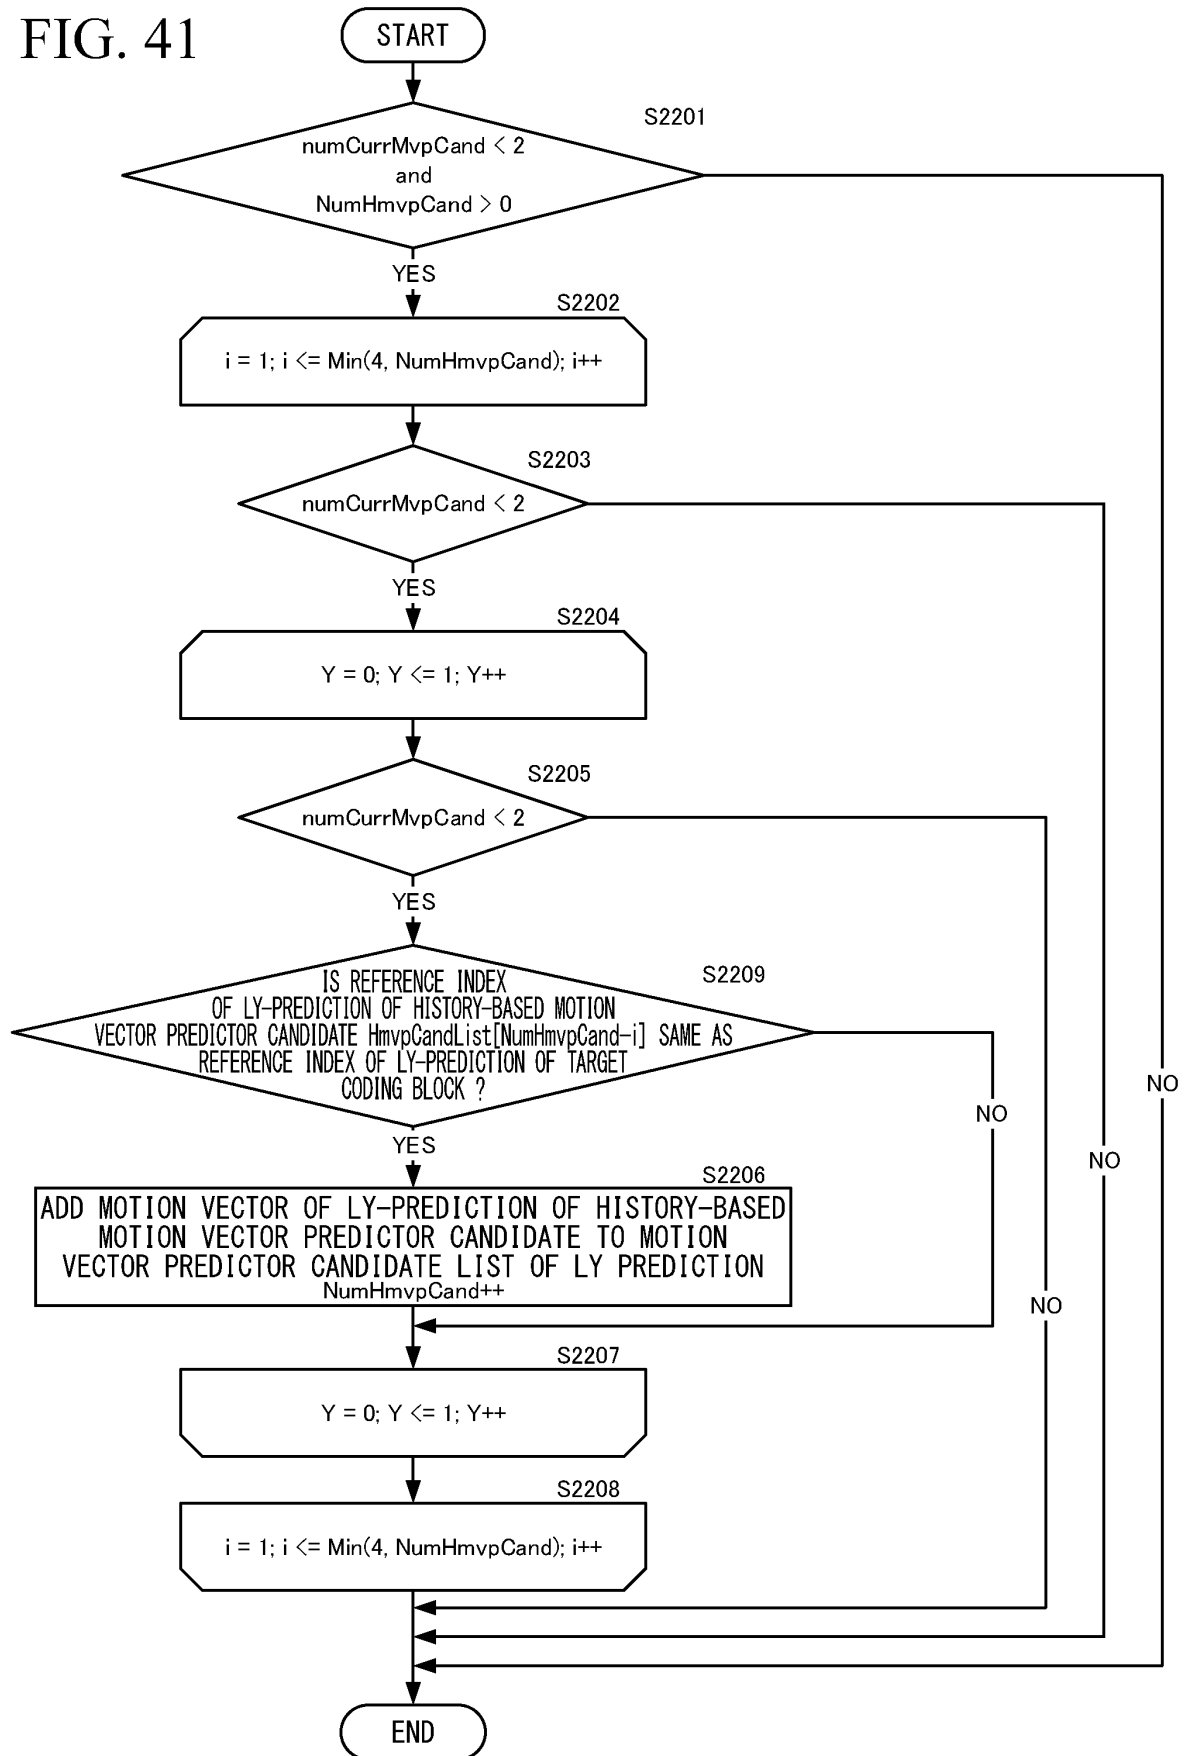 FIG. 41
START
S2201
numCurrMvpCand < 2
and
NumHmvpCand > 0
YES
S2202
i = 1; i <= Min(4, NumHmvpCand); i++
S2203
numCurrMvpCand < 2
YES
S2204
Y = 0; Y <= 1; Y++
S2205
numCurrMvpCand < 2
YES
S2209
IS REFERENCE INDEX
OF LY-PREDICTION OF HISTORY-BASED MOTION
VECTOR PREDICTOR CANDIDATE HmvpCandList[NumHmvpCand-i] SAME AS
REFERENCE INDEX OF LY-PREDICTION OF TARGET
CODING BLOCK ?
NO
NO
YES
NO
S2206
ADD MOTION VECTOR OF LY-PREDICTION OF HISTORY-BASED
MOTION VECTOR PREDICTOR CANDIDATE TO MOTION
VECTOR PREDICTOR CANDIDATE LIST OF LY PREDICTION
NumHmvpCand++
NO
S2207
Y = 0; Y <= 1; Y++
S2208
i = 1; i <= Min(4, NumHmvpCand); i++
END